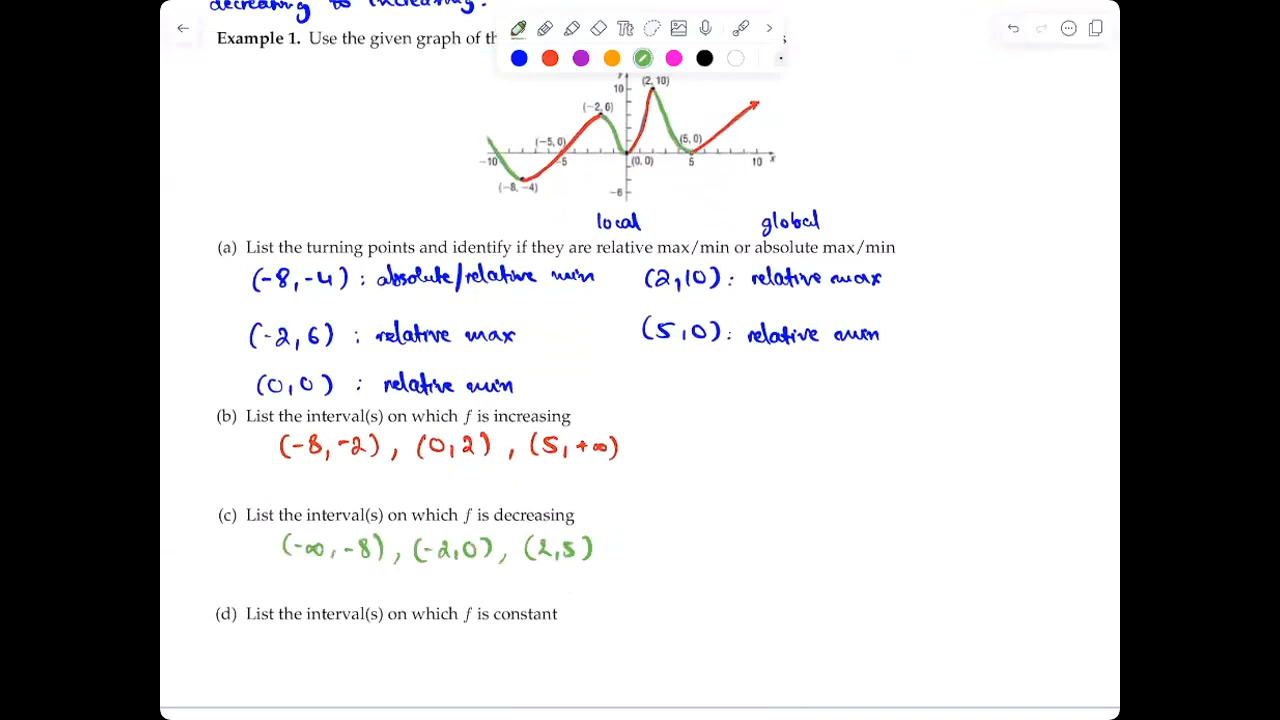 decreasing to increasing.
Example 1. Use the given graph of th
s
y
(2, 10)
10
(−2, 6)
(−5, 0)
(5, 0)
−10
−5
(0, 0)
5
10 x
(−8, −4)
−6
local global
(a) List the turning points and identify if they are relative max/min or absolute max/min
(-8, -4) : absolute/relative min (2, 10) : relative max
(-2, 6) : relative max (5, 0) : relative min
(0, 0) : relative min
(b) List the interval(s) on which f is increasing
(-8, -2) , (0, 2) , (5, +∞)
(c) List the interval(s) on which f is decreasing
(-∞, -8) , (-2, 0) , (2, 5)
(d) List the interval(s) on which f is constant